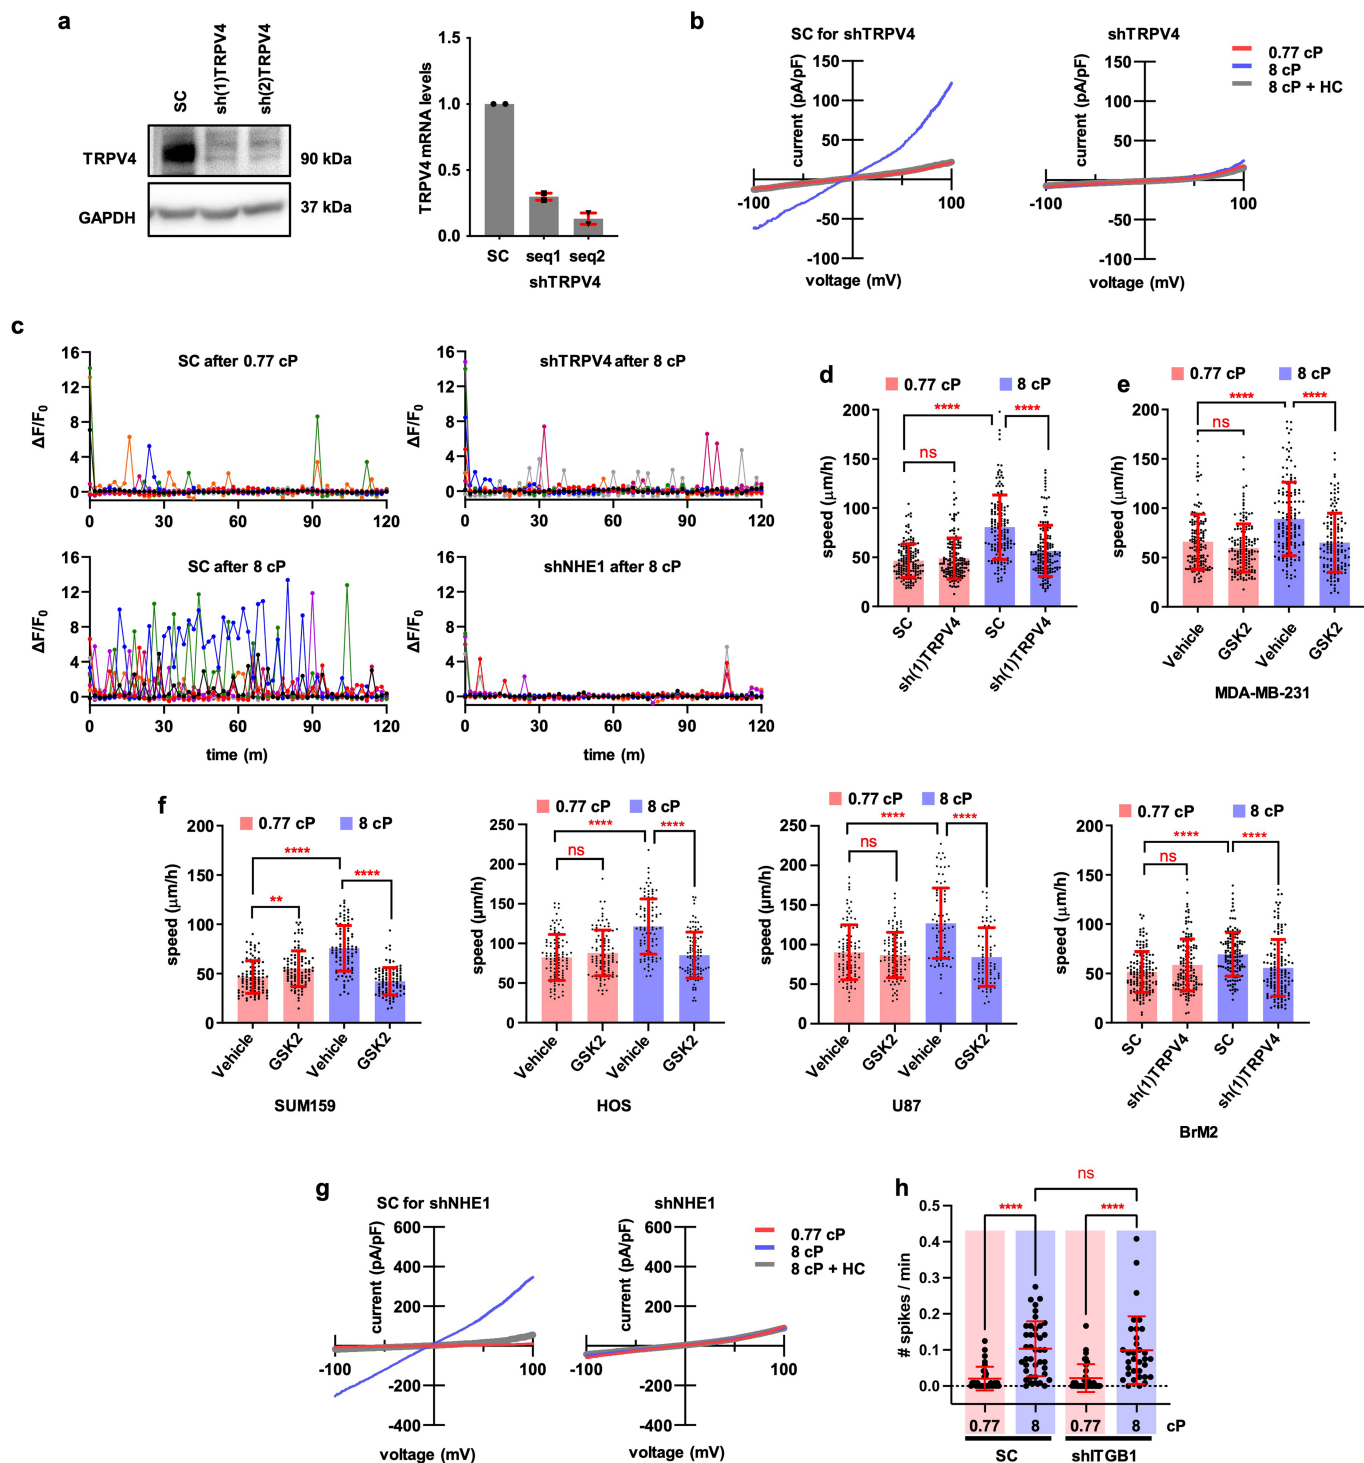 a
SC
sh(1)TRPV4
sh(2)TRPV4
TRPV4
90 kDa
GAPDH
37 kDa
TRPV4 mRNA levels
1.5
1.0
0.5
0.0
SC seq1 seq2
shTRPV4
b
SC for shTRPV4
current (pA/pF)
150
100
50
-50
-100
-100
100
voltage (mV)
shTRPV4
current (pA/pF)
150
100
50
-50
-100
-100
100
voltage (mV)
0.77 cP
8 cP
8 cP + HC
c
SC after 0.77 cP
ΔF/F0
16
12
8
4
0
0 30 60 90 120
shTRPV4 after 8 cP
ΔF/F0
16
12
8
4
0
0 30 60 90 120
SC after 8 cP
ΔF/F0
16
12
8
4
0
0 30 60 90 120
time (m)
shNHE1 after 8 cP
ΔF/F0
16
12
8
4
0
0 30 60 90 120
time (m)
d
0.77 cP 8 cP
speed (μm/h)
200
150
100
50
0
****
****
ns
SC
sh(1)TRPV4
SC
sh(1)TRPV4
e
0.77 cP 8 cP
speed (μm/h)
200
150
100
50
0
**** ****
ns
Vehicle
GSK2
Vehicle
GSK2
MDA-MB-231
f
0.77 cP 8 cP
speed (μm/h)
200
150
100
50
0
****
****
**
Vehicle
GSK2
Vehicle
GSK2
SUM159
0.77 cP 8 cP
speed (μm/h)
250
200
150
100
50
0
**** ****
ns
Vehicle
GSK2
Vehicle
GSK2
HOS
0.77 cP 8 cP
speed (μm/h)
250
200
150
100
50
0
**** ****
ns
Vehicle
GSK2
Vehicle
GSK2
U87
0.77 cP 8 cP
speed (μm/h)
200
150
100
50
0
**** ****
ns
SC
sh(1)TRPV4
SC
sh(1)TRPV4
BrM2
g
SC for shNHE1
current (pA/pF)
600
400
200
-200
-400
-100
100
voltage (mV)
shNHE1
current (pA/pF)
600
400
200
-200
-400
-100
100
voltage (mV)
0.77 cP
8 cP
8 cP + HC
h
ns
**** ****
# spikes / min
0.5
0.4
0.3
0.2
0.1
0.0
0.77 8 0.77 8 cP
SC shITGB1